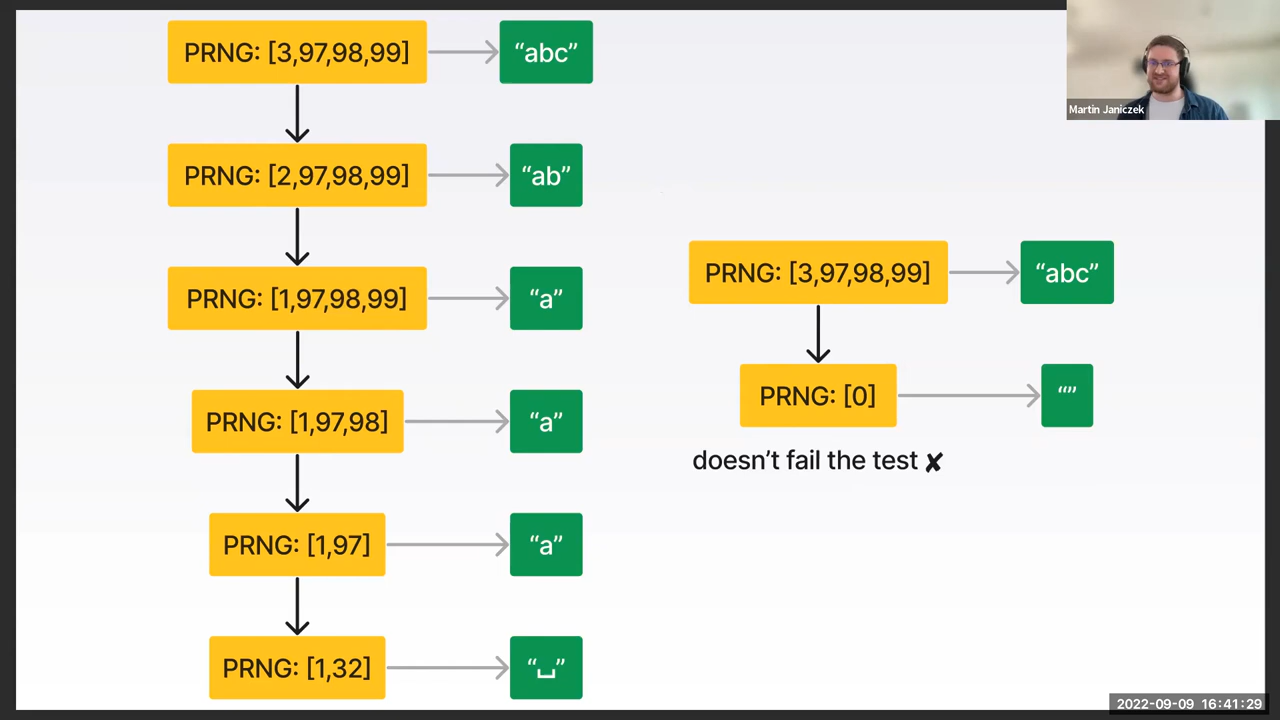 PRNG: [3,97,98,99]
“abc”
PRNG: [2,97,98,99]
“ab”
PRNG: [1,97,98,99]
“a”
PRNG: [1,97,98]
“a”
PRNG: [1,97]
“a”
PRNG: [1,32]
“␣”
PRNG: [3,97,98,99]
“abc”
PRNG: [0]
“”
doesn’t fail the test ✘
Martin Janiczek
2022-09-09 16:41:29